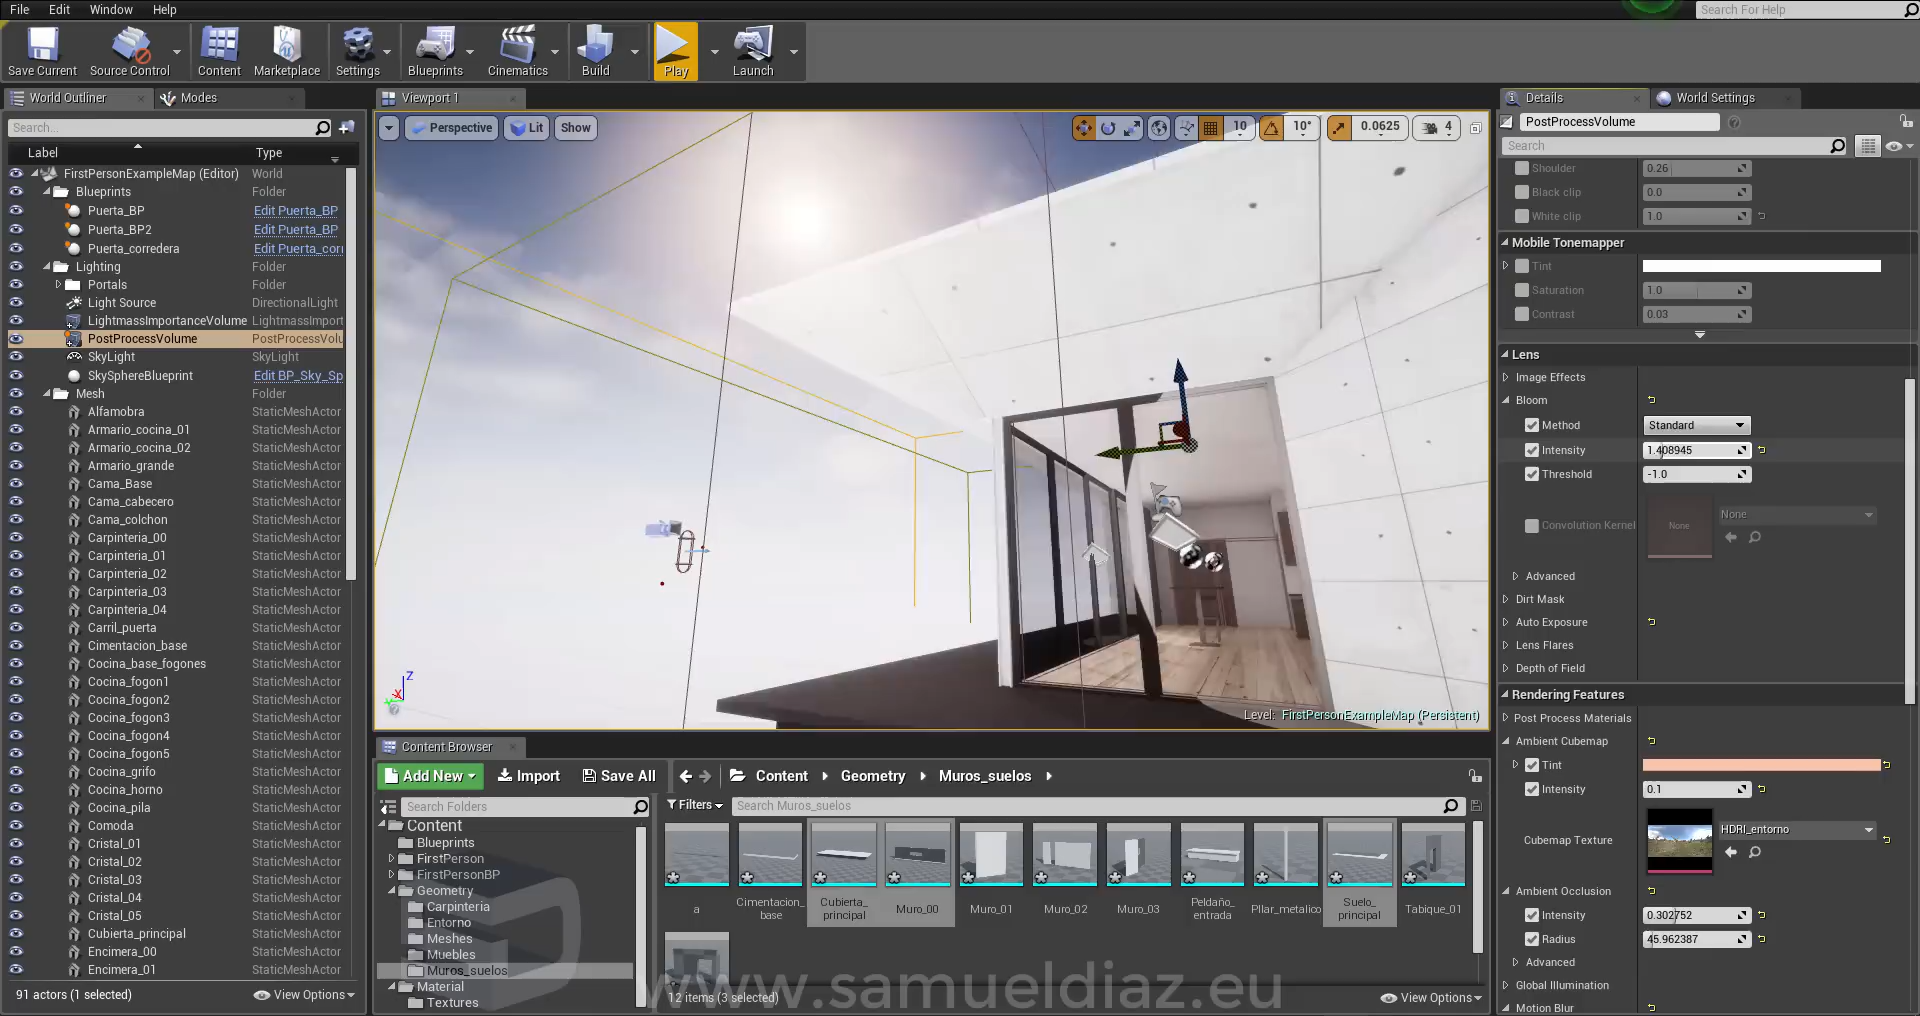 File Edit Window Help
Search For Help
Save Current Source Control Content Marketplace Settings Blueprints Cinematics Build Play Launch
World Outliner Modes
Search...
Label Type
FirstPersonExampleMap (Editor) World
Blueprints Folder
Puerta_BP Edit Puerta_BP
Puerta_BP2 Edit Puerta_BP
Puerta_corredera Edit Puerta_corr
Lighting Folder
Portals Folder
Light Source DirectionalLight
LightmassImportanceVolume LightmassImport
PostProcessVolume PostProcessVolu
SkyLight SkyLight
SkySphereBlueprint Edit BP_Sky_Sp
Mesh Folder
Alfamobra StaticMeshActor
Armario_cocina_01 StaticMeshActor
Armario_cocina_02 StaticMeshActor
Armario_grande StaticMeshActor
Cama_Base StaticMeshActor
Cama_cabecero StaticMeshActor
Cama_colchon StaticMeshActor
Carpinteria_00 StaticMeshActor
Carpinteria_01 StaticMeshActor
Carpinteria_02 StaticMeshActor
Carpinteria_03 StaticMeshActor
Carpinteria_04 StaticMeshActor
Carril_puerta StaticMeshActor
Cimentacion_base StaticMeshActor
Cocina_base_fogones StaticMeshActor
Cocina_fogon1 StaticMeshActor
Cocina_fogon2 StaticMeshActor
Cocina_fogon3 StaticMeshActor
Cocina_fogon4 StaticMeshActor
Cocina_fogon5 StaticMeshActor
Cocina_grifo StaticMeshActor
Cocina_horno StaticMeshActor
Cocina_pila StaticMeshActor
Comoda StaticMeshActor
Cristal_01 StaticMeshActor
Cristal_02 StaticMeshActor
Cristal_03 StaticMeshActor
Cristal_04 StaticMeshActor
Cristal_05 StaticMeshActor
Cubierta_principal StaticMeshActor
Encimera_00 StaticMeshActor
Encimera_01 StaticMeshActor
91 actors (1 selected) View Options
Viewport 1
Perspective Lit Show 10 10° 0.0625 4
Z
X
Level: FirstPersonExampleMap (Persistent)
Content Browser
Add New Import Save All Content Geometry Muros_suelos
Search Folders
Filters Search Muros_suelos
Content
Blueprints
FirstPerson
FirstPersonBP
Geometry
Carpinteria
Entorno
Meshes
Muebles
Muros_suelos
Material
Textures
a
Cimentacion_
base
Cubierta_
principal
Muro_00
Muro_01
Muro_02
Muro_03
Peldaño_
entrada
PIlar_metalico
Suelo_
principal
Tabique_01
12 items (3 selected) View Options
www.samueldiaz.eu
Details World Settings
PostProcessVolume
Search
Shoulder 0.26
Black clip 0.0
White clip 1.0
Mobile Tonemapper
Tint
Saturation 1.0
Contrast 0.03
Lens
Image Effects
Bloom
Method Standard
Intensity 1.408945
Threshold -1.0
Convolution Kernel None None
Advanced
Dirt Mask
Auto Exposure
Lens Flares
Depth of Field
Rendering Features
Post Process Materials
Ambient Cubemap
Tint
Intensity 0.1
Cubemap Texture HDRI_entorno
Ambient Occlusion
Intensity 0.302752
Radius 45.962387
Advanced
Global Illumination
Motion Blur